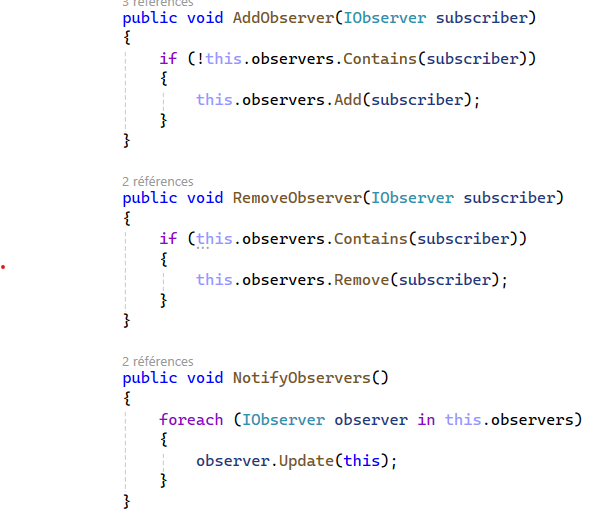 3 références
public void AddObserver(IObserver subscriber)
{
if (!this.observers.Contains(subscriber))
{
this.observers.Add(subscriber);
}
}
2 références
public void RemoveObserver(IObserver subscriber)
{
if (this.observers.Contains(subscriber))
{
this.observers.Remove(subscriber);
}
}
2 références
public void NotifyObservers()
{
foreach (IObserver observer in this.observers)
{
observer.Update(this);
}
}